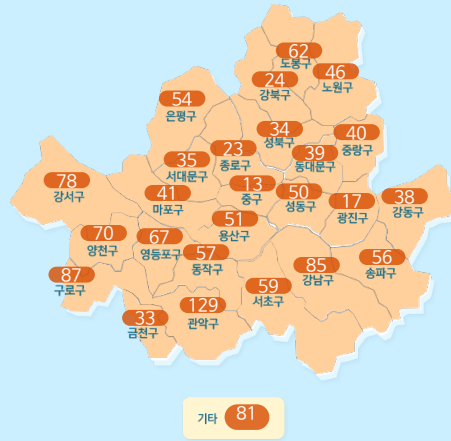 62
도봉구
46
노원구
24
강북구
54
은평구
34
성북구
40
중랑구
23
종로구
39
동대문구
35
서대문구
78
강서구
41
마포구
13
중구
50
성동구
17
광진구
38
강동구
51
용산구
70
양천구
67
영등포구
57
동작구
56
송파구
85
강남구
87
구로구
59
서초구
129
관악구
33
금천구
기타 81